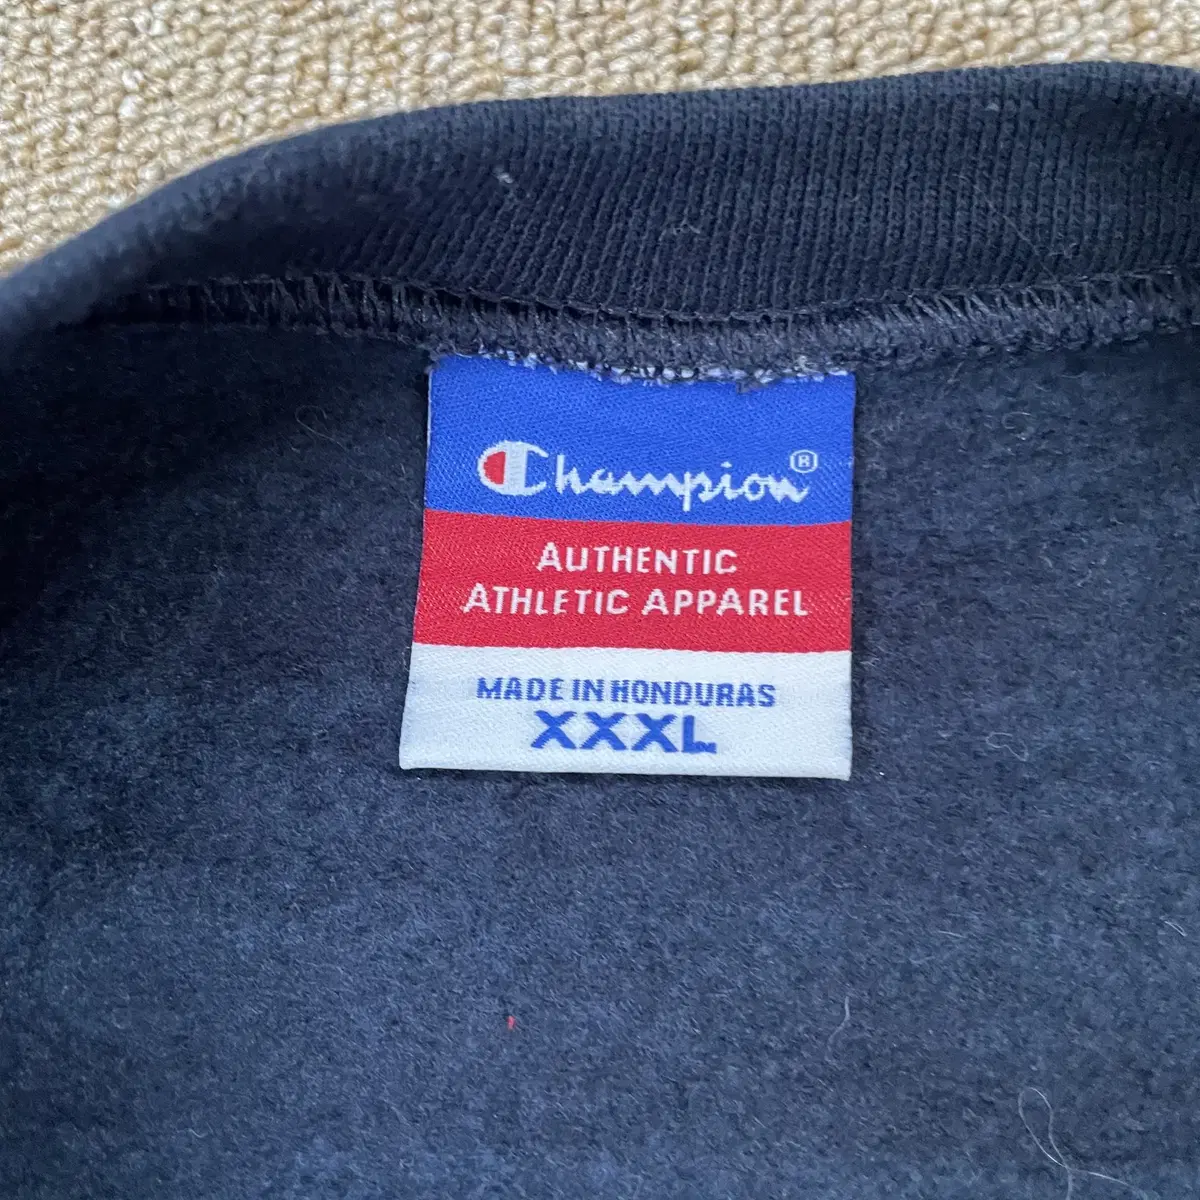 Champion®
AUTHENTIC
ATHLETIC APPAREL
MADE IN HONDURAS
XXXL